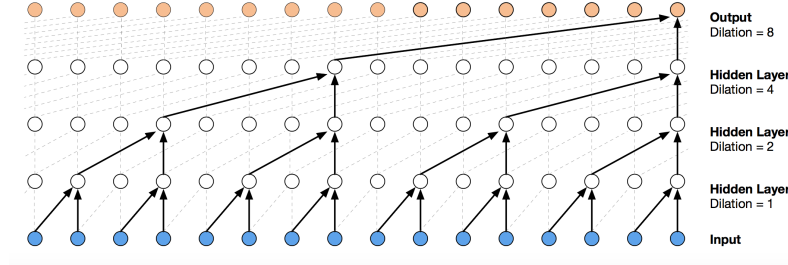 Output
Dilation = 8
Hidden Layer
Dilation = 4
Hidden Layer
Dilation = 2
Hidden Layer
Dilation = 1
Input